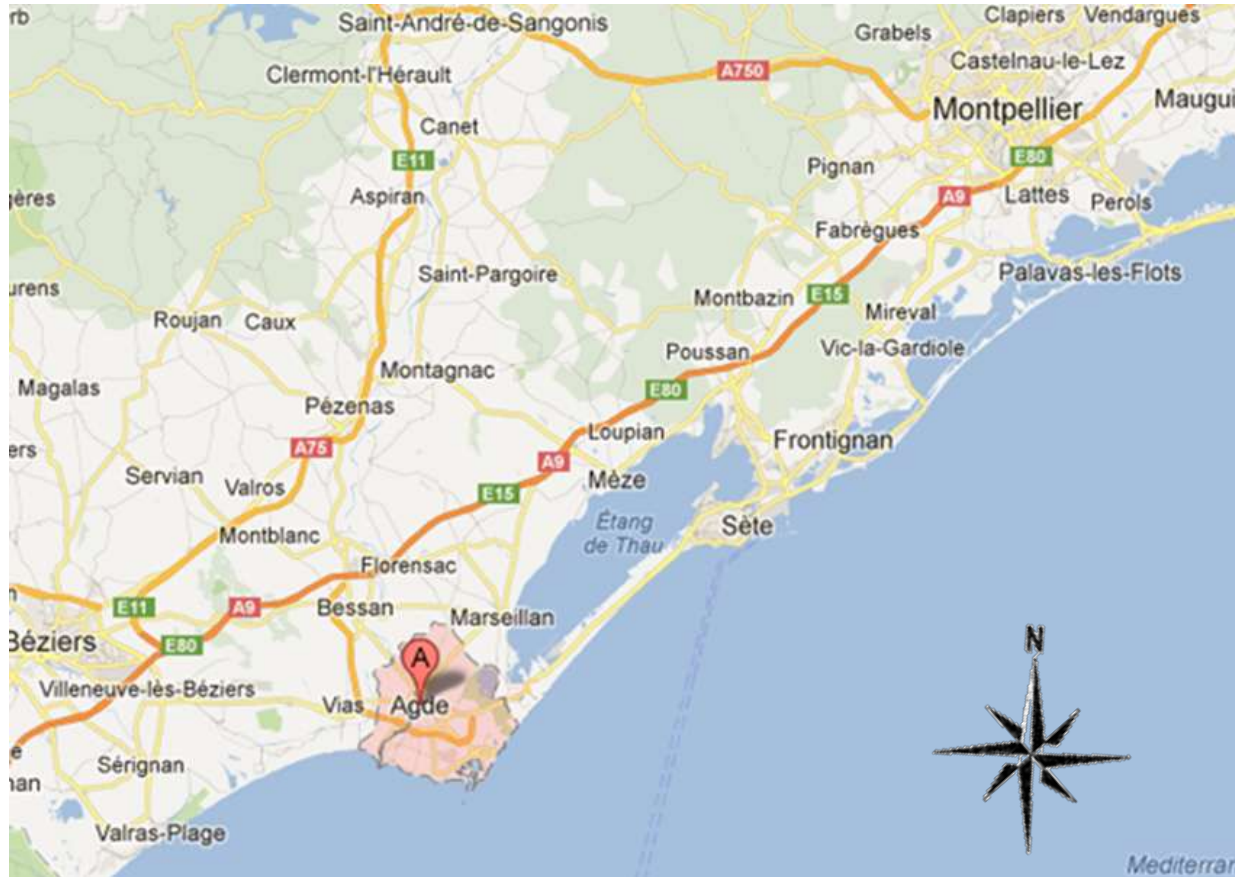 rb
Saint-André-de-Sangonis
Clapiers
Vendargues
Grabels
Clermont-l'Hérault
A750
Castelnau-le-Lez
Montpellier
Maugui
Canet
E11
E80
Pignan
Aspiran
A9
Lattes
Perols
gères
Fabrègues
Saint-Pargoire
Palavas-les-Flots
urens
Montbazin
E15
Mireval
Roujan
Caux
Poussan
Vic-la-Gardiole
Montagnac
Magalas
E80
Pézenas
Loupian
Frontignan
ers
A75
A9
Servian
Valros
Mèze
E15
Étang
de Thau
Sète
Montblanc
Florensac
n
E11
A9
Bessan
Marseillan
Béziers
E80
N
A
Villeneuve-lès-Béziers
Vias
Agde
e
nan
Sérignan
Valras-Plage
Mediterran